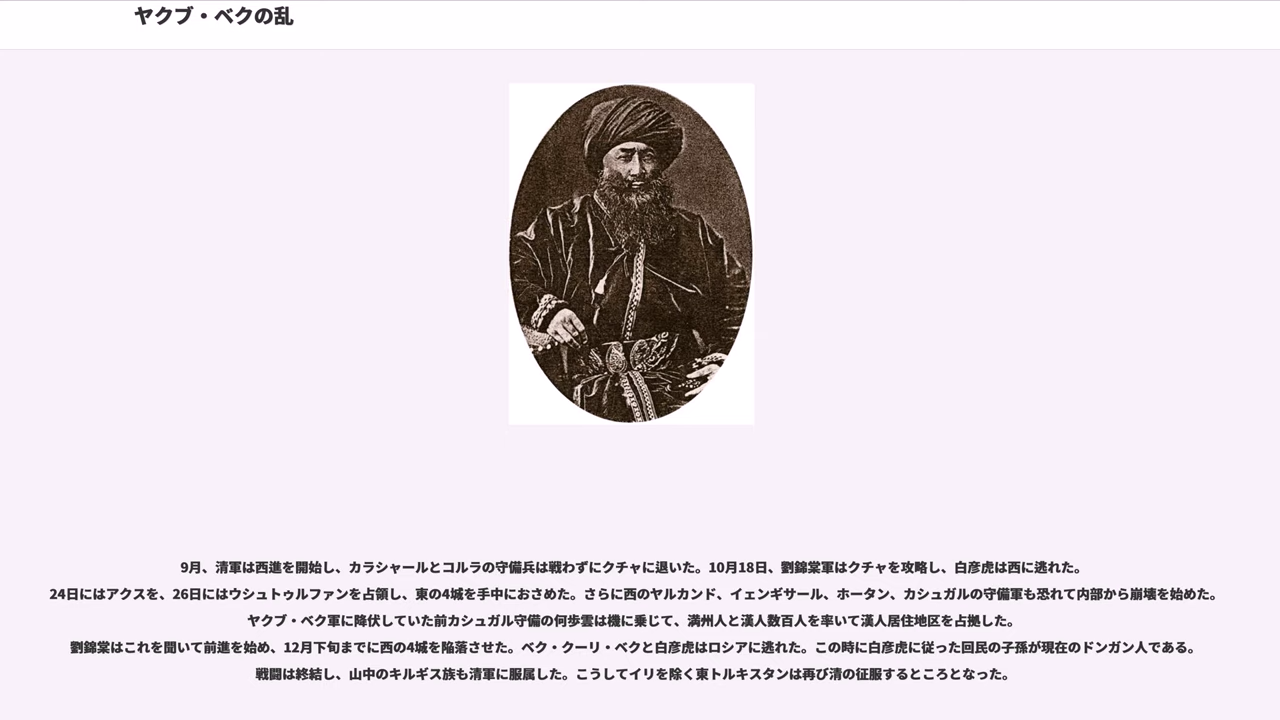 ヤクブ・ベクの乱
9月、清軍は西進を開始し、カラシャールとコルラの守備兵は戦わずにクチャに退いた。10月18日、劉錦棠軍はクチャを攻略し、白彦虎は西に逃れた。
24日にはアクスを、26日にはウシュトゥルファンを占領し、東の4城を手中におさめた。さらに西のヤルカンド、イェンギサール、ホータン、カシュガルの守備軍も恐れて内部から崩壊を始めた。
ヤクブ・ベク軍に降伏していた前カシュガル守備の何歩雲は機に乗じて、満州人と漢人数百人を率いて漢人居住地区を占拠した。
劉錦棠はこれを聞いて前進を始め、12月下旬までに西の4城を陥落させた。ベク・クーリ・ベクと白彦虎はロシアに逃れた。この時に白彦虎に従った回民の子孫が現在のドンガン人である。
戦闘は終結し、山中のキルギス族も清軍に服属した。こうしてイリを除く東トルキスタンは再び清の征服するところとなった。